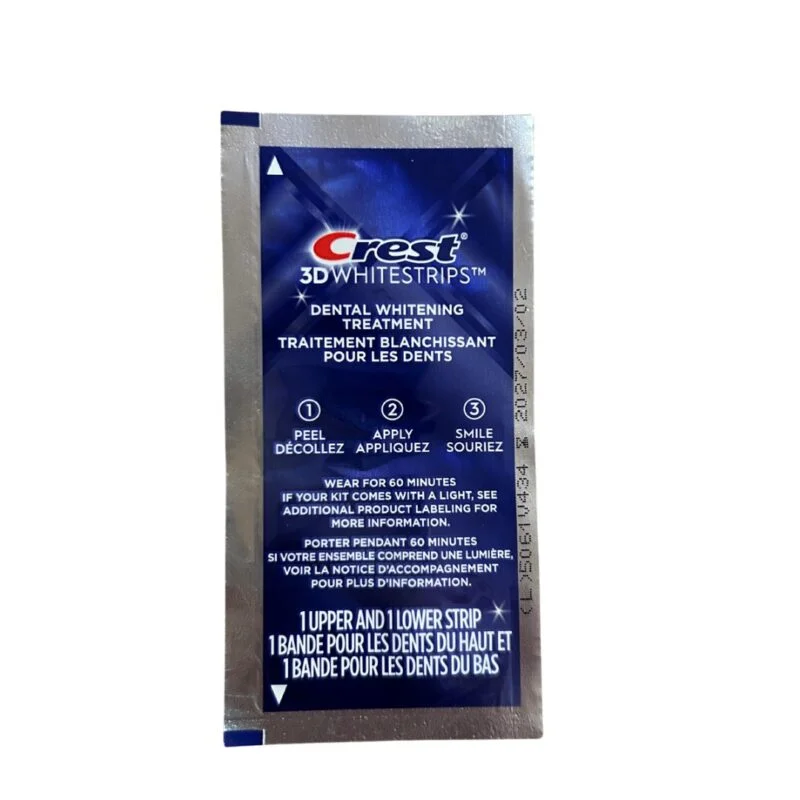 Crest®
3D WHITESTRIPS™
DENTAL WHITENING
TREATMENT
TRAITEMENT BLANCHISSANT
POUR LES DENTS
1 2 3
PEEL APPLY SMILE
DÉCOLLEZ APPLIQUEZ SOURIEZ
WEAR FOR 60 MINUTES
IF YOUR KIT COMES WITH A LIGHT, SEE
ADDITIONAL PRODUCT LABELING FOR
MORE INFORMATION.
PORTER PENDANT 60 MINUTES
SI VOTRE ENSEMBLE COMPREND UNE LUMIÈRE,
VOIR LA NOTICE D'ACCOMPAGNEMENT
POUR PLUS D'INFORMATION.
1 UPPER AND 1 LOWER STRIP
1 BANDE POUR LES DENTS DU HAUT ET
1 BANDE POUR LES DENTS DU BAS
(L)5061V434 ⌛ 2027/03/02